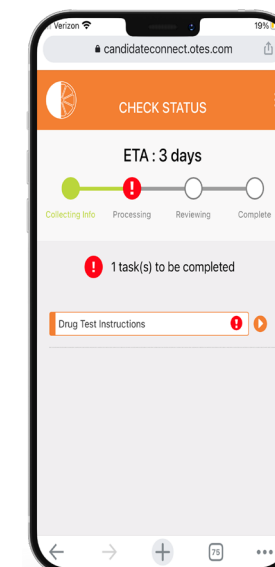 Verizon 19%
candidateconnect.otes.com
CHECK STATUS
ETA : 3 days
Collecting Info Processing Reviewing Complete
1 task(s) to be completed
Drug Test Instructions
75